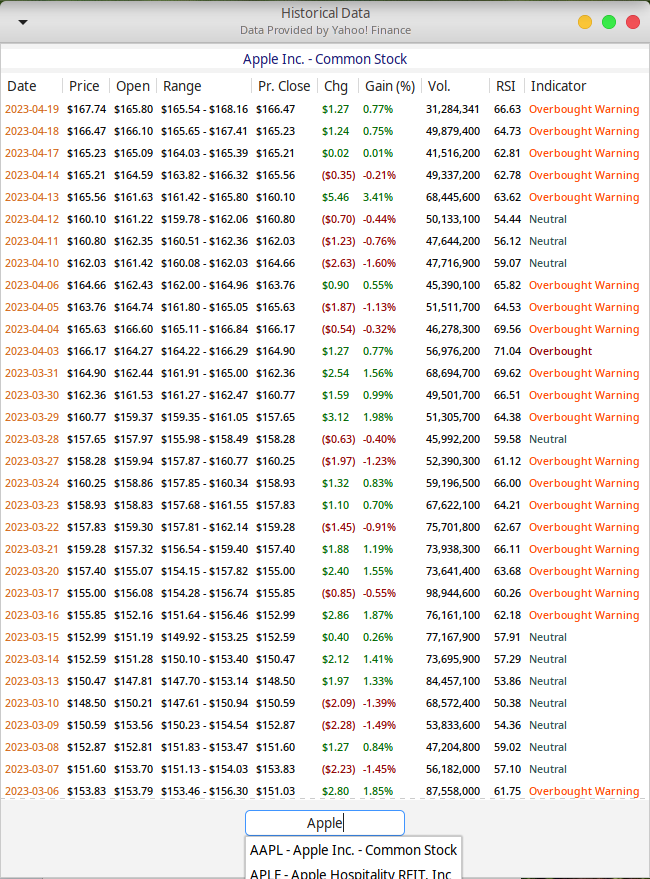 Historical Data
Data Provided by Yahoo! Finance
Apple Inc. - Common Stock
Date Price Open Range Pr. Close Chg Gain (%) Vol. RSI Indicator
2023-04-19 $167.74 $165.80 $165.54 - $168.16 $166.47 $1.27 0.77% 31,284,341 66.63 Overbought Warning
2023-04-18 $166.47 $166.10 $165.65 - $167.41 $165.23 $1.24 0.75% 49,879,400 64.73 Overbought Warning
2023-04-17 $165.23 $165.09 $164.03 - $165.39 $165.21 $0.02 0.01% 41,516,200 62.81 Overbought Warning
2023-04-14 $165.21 $164.59 $163.82 - $166.32 $165.56 ($0.35) -0.21% 49,337,200 62.78 Overbought Warning
2023-04-13 $165.56 $161.63 $161.42 - $165.80 $160.10 $5.46 3.41% 68,445,600 63.62 Overbought Warning
2023-04-12 $160.10 $161.22 $159.78 - $162.06 $160.80 ($0.70) -0.44% 50,133,100 54.44 Neutral
2023-04-11 $160.80 $162.35 $160.51 - $162.36 $162.03 ($1.23) -0.76% 47,644,200 56.12 Neutral
2023-04-10 $162.03 $161.42 $160.08 - $162.03 $164.66 ($2.63) -1.60% 47,716,900 59.07 Neutral
2023-04-06 $164.66 $162.43 $162.00 - $164.96 $163.76 $0.90 0.55% 45,390,100 65.82 Overbought Warning
2023-04-05 $163.76 $164.74 $161.80 - $165.05 $165.63 ($1.87) -1.13% 51,511,700 64.53 Overbought Warning
2023-04-04 $165.63 $166.60 $165.11 - $166.84 $166.17 ($0.54) -0.32% 46,278,300 69.56 Overbought Warning
2023-04-03 $166.17 $164.27 $164.22 - $166.29 $164.90 $1.27 0.77% 56,976,200 71.04 Overbought
2023-03-31 $164.90 $162.44 $161.91 - $165.00 $162.36 $2.54 1.56% 68,694,700 69.62 Overbought Warning
2023-03-30 $162.36 $161.53 $161.27 - $162.47 $160.77 $1.59 0.99% 49,501,700 66.51 Overbought Warning
2023-03-29 $160.77 $159.37 $159.35 - $161.05 $157.65 $3.12 1.98% 51,305,700 64.38 Overbought Warning
2023-03-28 $157.65 $157.97 $155.98 - $158.49 $158.28 ($0.63) -0.40% 45,992,200 59.58 Neutral
2023-03-27 $158.28 $159.94 $157.87 - $160.77 $160.25 ($1.97) -1.23% 52,390,300 61.12 Overbought Warning
2023-03-24 $160.25 $158.86 $157.85 - $160.34 $158.93 $1.32 0.83% 59,196,500 66.00 Overbought Warning
2023-03-23 $158.93 $158.83 $157.68 - $161.55 $157.83 $1.10 0.70% 67,622,100 64.21 Overbought Warning
2023-03-22 $157.83 $159.30 $157.81 - $162.14 $159.28 ($1.45) -0.91% 75,701,800 62.67 Overbought Warning
2023-03-21 $159.28 $157.32 $156.54 - $159.40 $157.40 $1.88 1.19% 73,938,300 66.11 Overbought Warning
2023-03-20 $157.40 $155.07 $154.15 - $157.82 $155.00 $2.40 1.55% 73,641,400 63.68 Overbought Warning
2023-03-17 $155.00 $156.08 $154.28 - $156.74 $155.85 ($0.85) -0.55% 98,944,600 60.26 Overbought Warning
2023-03-16 $155.85 $152.16 $151.64 - $156.46 $152.99 $2.86 1.87% 76,161,100 62.18 Overbought Warning
2023-03-15 $152.99 $151.19 $149.92 - $153.25 $152.59 $0.40 0.26% 77,167,900 57.91 Neutral
2023-03-14 $152.59 $151.28 $150.10 - $153.40 $150.47 $2.12 1.41% 73,695,900 57.29 Neutral
2023-03-13 $150.47 $147.81 $147.70 - $153.14 $148.50 $1.97 1.33% 84,457,100 53.86 Neutral
2023-03-10 $148.50 $150.21 $147.61 - $150.94 $150.59 ($2.09) -1.39% 68,572,400 50.38 Neutral
2023-03-09 $150.59 $153.56 $150.23 - $154.54 $152.87 ($2.28) -1.49% 53,833,600 54.36 Neutral
2023-03-08 $152.87 $152.81 $151.83 - $153.47 $151.60 $1.27 0.84% 47,204,800 59.02 Neutral
2023-03-07 $151.60 $153.70 $151.13 - $154.03 $153.83 ($2.23) -1.45% 56,182,000 57.10 Neutral
2023-03-06 $153.83 $153.79 $153.46 - $156.30 $151.03 $2.80 1.85% 87,558,000 61.75 Overbought Warning
Apple
AAPL - Apple Inc. - Common Stock
APLE - Apple Hospitality REIT, Inc